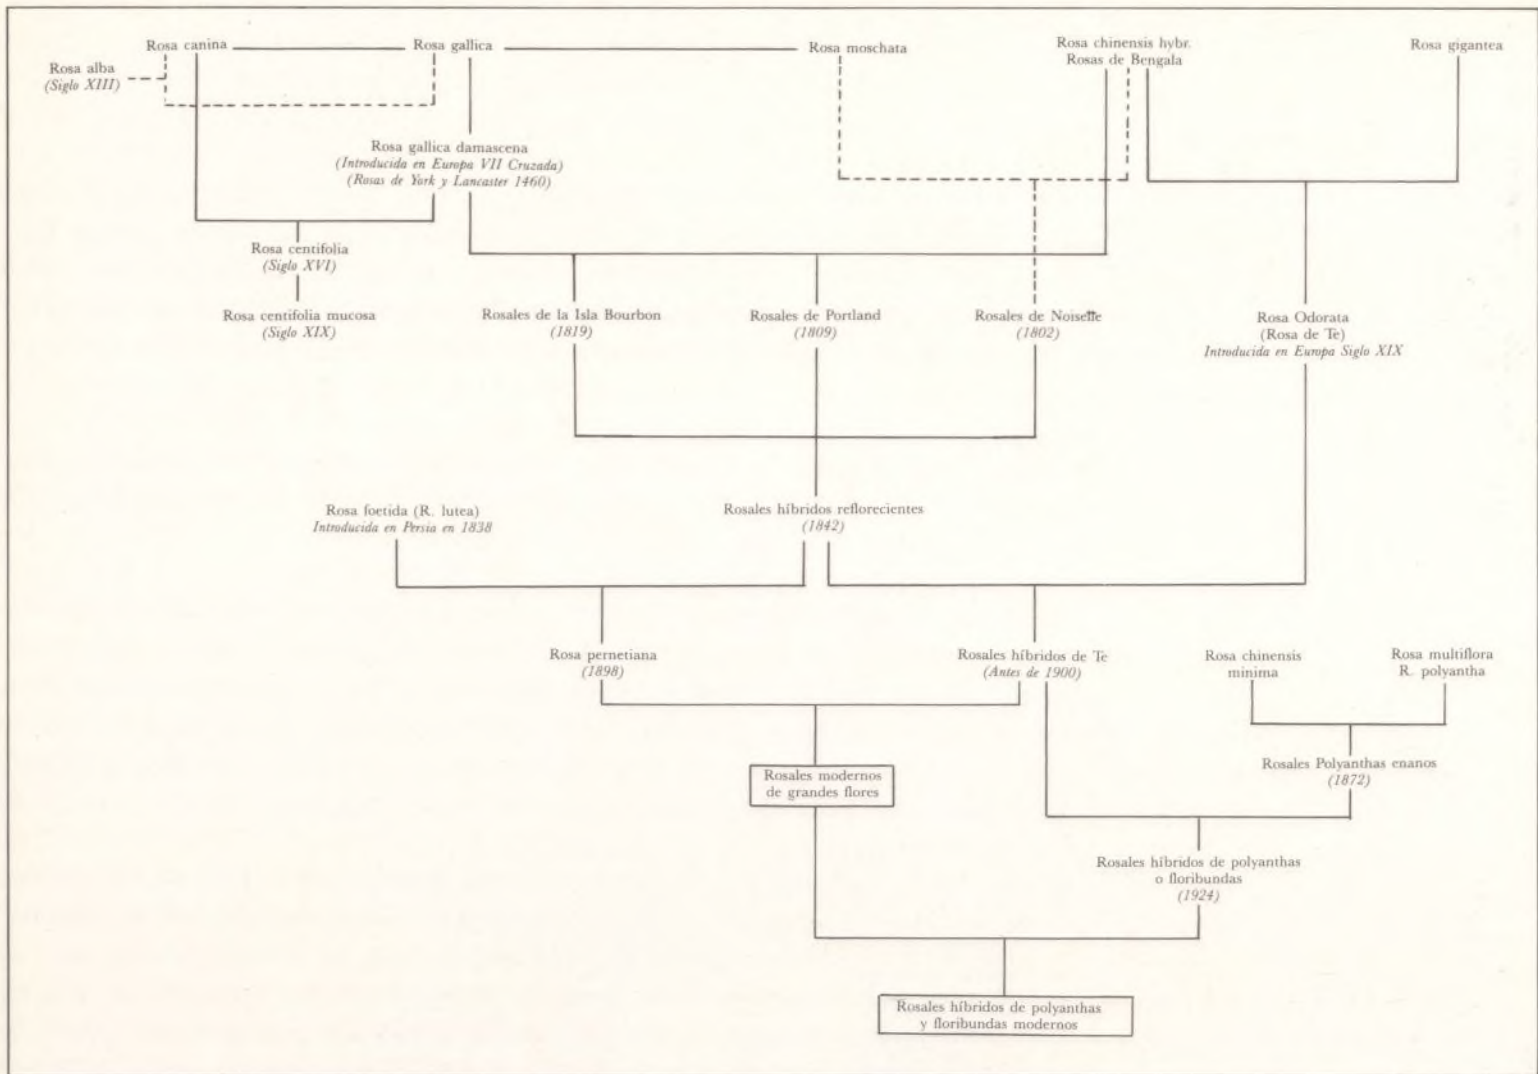 Rosa canina
Rosa gallica
Rosa moschata
Rosa chinensis hybr.
Rosas de Bengala
Rosa gigantea
Rosa alba
(Siglo XIII)
Rosa gallica damascena
(Introducida en Europa VII Cruzada)
(Rosas de York y Lancaster 1460)
Rosa centifolia
(Siglo XVI)
Rosa centifolia mucosa
(Siglo XIX)
Rosales de la Isla Bourbon
(1819)
Rosales de Portland
(1809)
Rosales de Noisette
(1802)
Rosa Odorata
(Rosa de Te)
Introducida en Europa Siglo XIX
Rosa foetida (R. lutea)
Introducida en Persia en 1838
Rosales híbridos reflorecientes
(1842)
Rosa pernetiana
(1898)
Rosales híbridos de Te
(Antes de 1900)
Rosa chinensis
minima
Rosa multiflora
R. polyantha
Rosales modernos
de grandes flores
Rosales Polyanthas enanos
(1872)
Rosales híbridos de polyanthas
o floribundas
(1924)
Rosales híbridos de polyanthas
y floribundas modernos